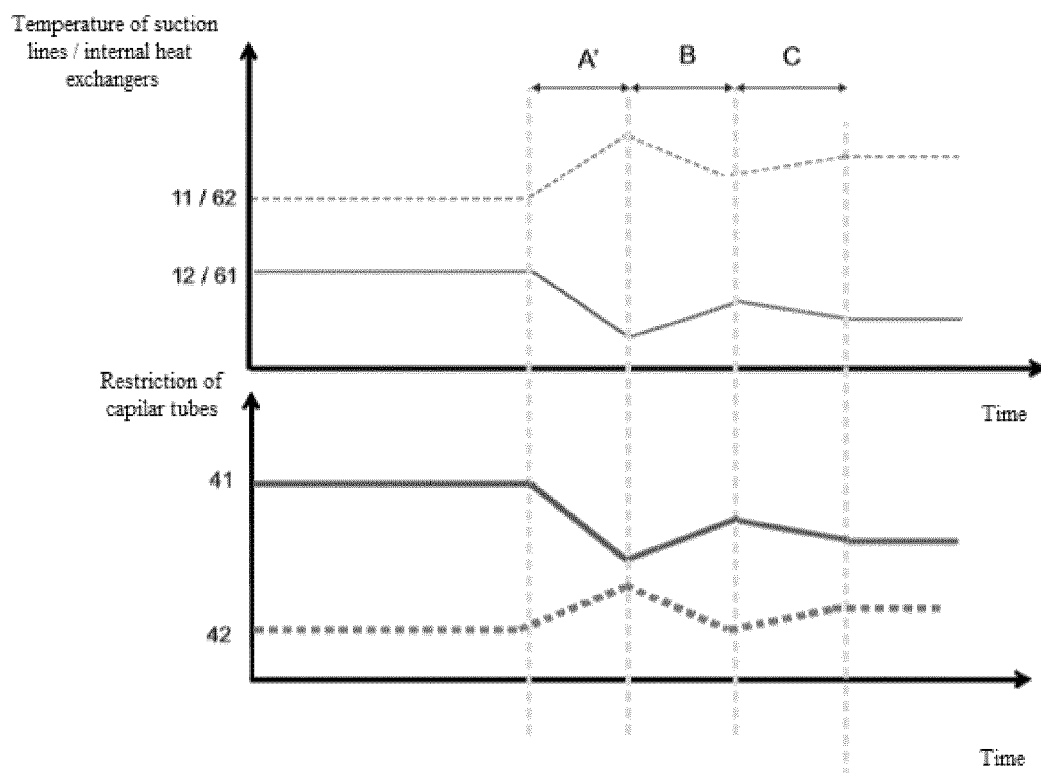 Temperature of suction
lines / internal heat
exchangers
A'
B
C
11 / 62
12 / 61
Time
Restriction of
capilar tubes
41
42
Time